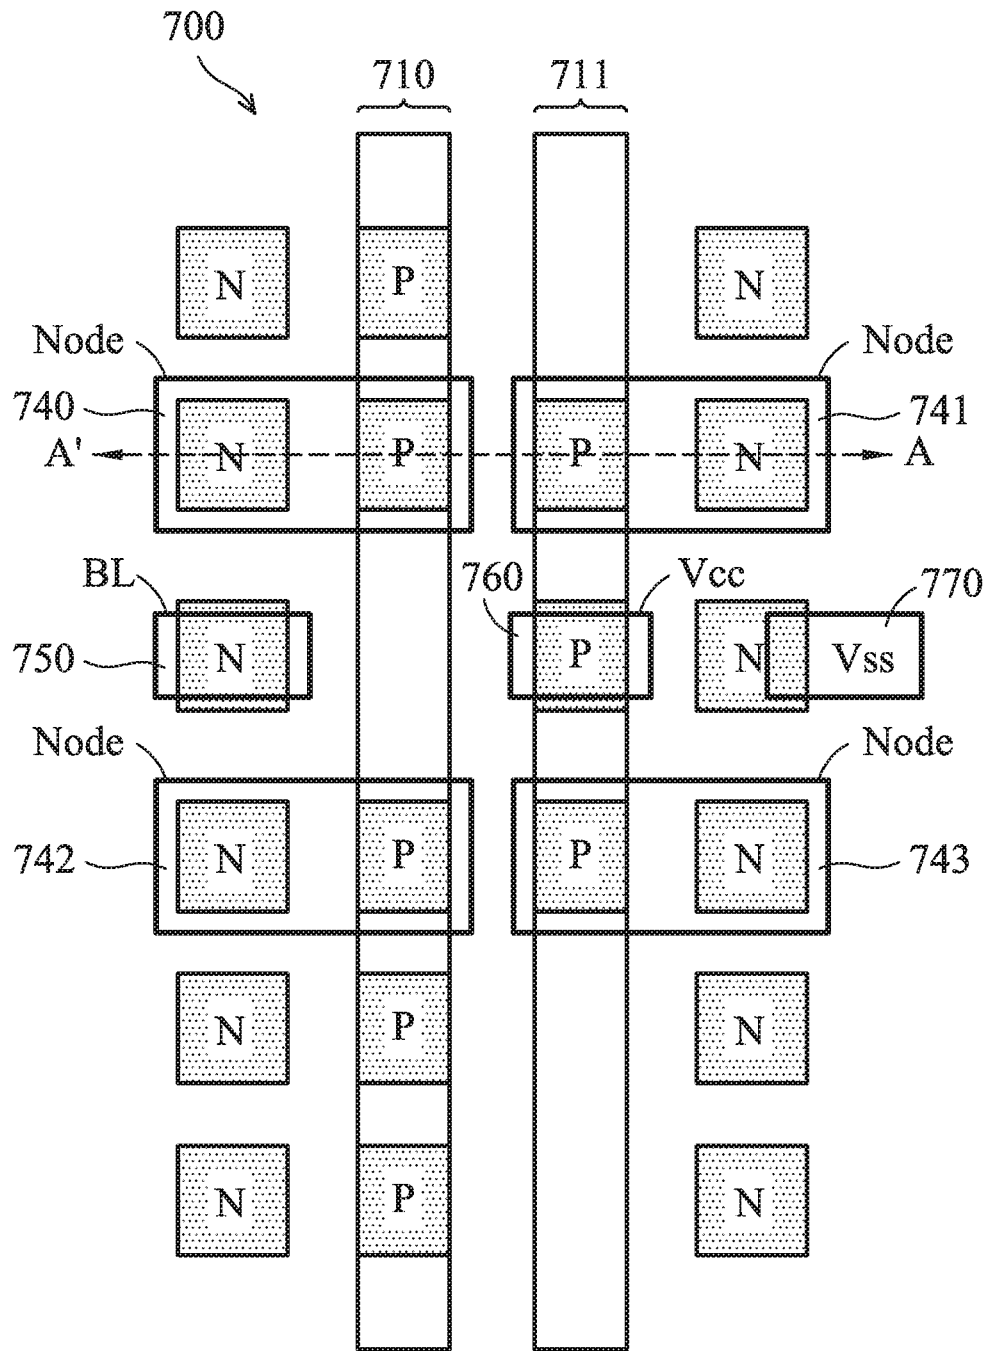 700
710 711
N P N
Node Node
740 741
A' N P P N A
BL 760 Vcc 770
750 N P N Vss
Node Node
742 N P P N 743
N P N
N P N